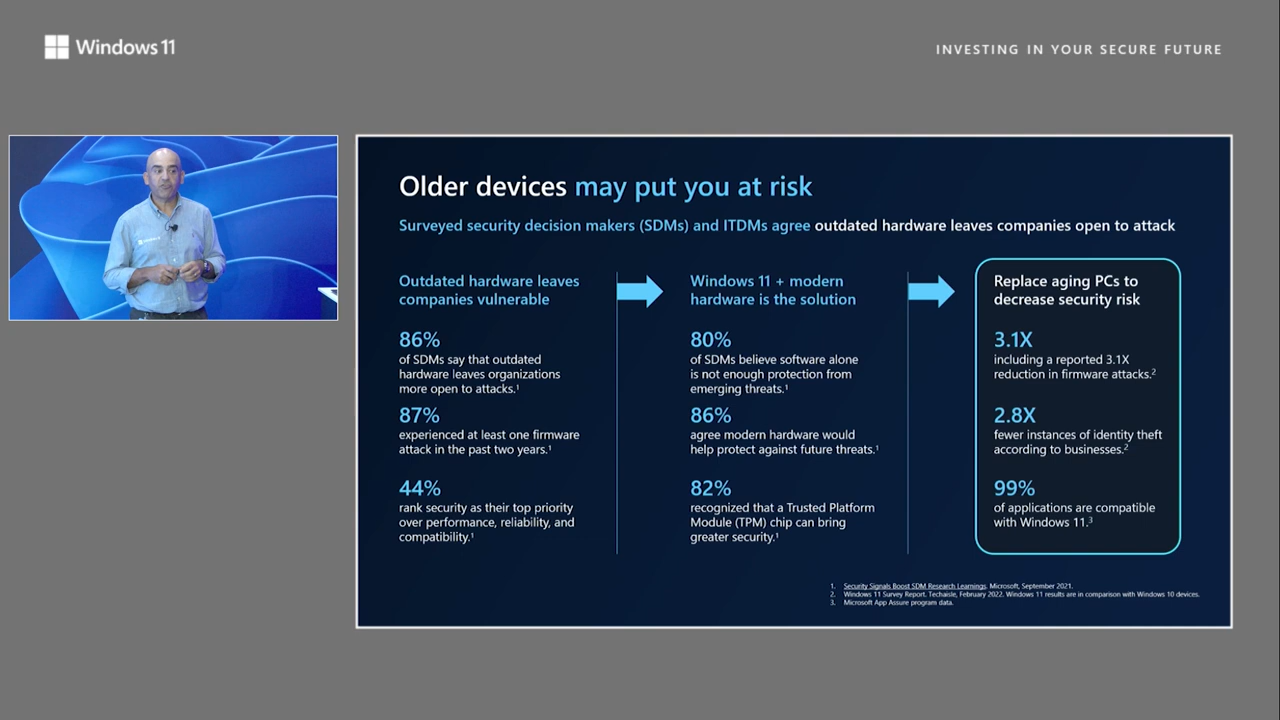 Windows 11
INVESTING IN YOUR SECURE FUTURE
Older devices may put you at risk
Surveyed security decision makers (SDMs) and ITDMs agree outdated hardware leaves companies open to attack
Outdated hardware leaves
companies vulnerable
86%
of SDMs say that outdated
hardware leaves organizations
more open to attacks.¹
87%
experienced at least one firmware
attack in the past two years.¹
44%
rank security as their top priority
over performance, reliability, and
compatibility.¹
Windows 11 + modern
hardware is the solution
80%
of SDMs believe software alone
is not enough protection from
emerging threats.¹
86%
agree modern hardware would
help protect against future threats.¹
82%
recognized that a Trusted Platform
Module (TPM) chip can bring
greater security.¹
Replace aging PCs to
decrease security risk
3.1X
including a reported 3.1X
reduction in firmware attacks.²
2.8X
fewer instances of identity theft
according to businesses.²
99%
of applications are compatible
with Windows 11.³
1. Security Signals Boost SDM Research Learnings. Microsoft, September 2021.
2. Windows 11 Survey Report. Techaisle, February 2022. Windows 11 results are in comparison with Windows 10 devices.
3. Microsoft App Assure program data.